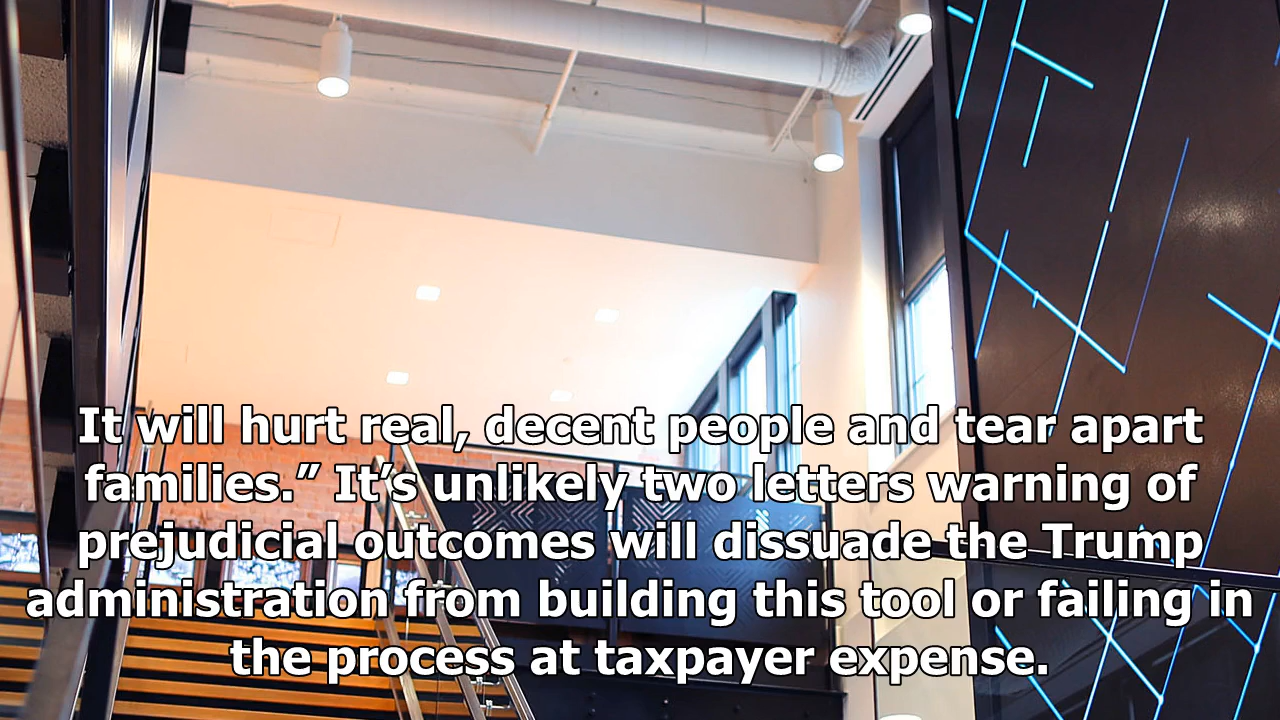 It will hurt real, decent people and tear apart
families.” It’s unlikely two letters warning of
prejudicial outcomes will dissuade the Trump
administration from building this tool or failing in
the process at taxpayer expense.